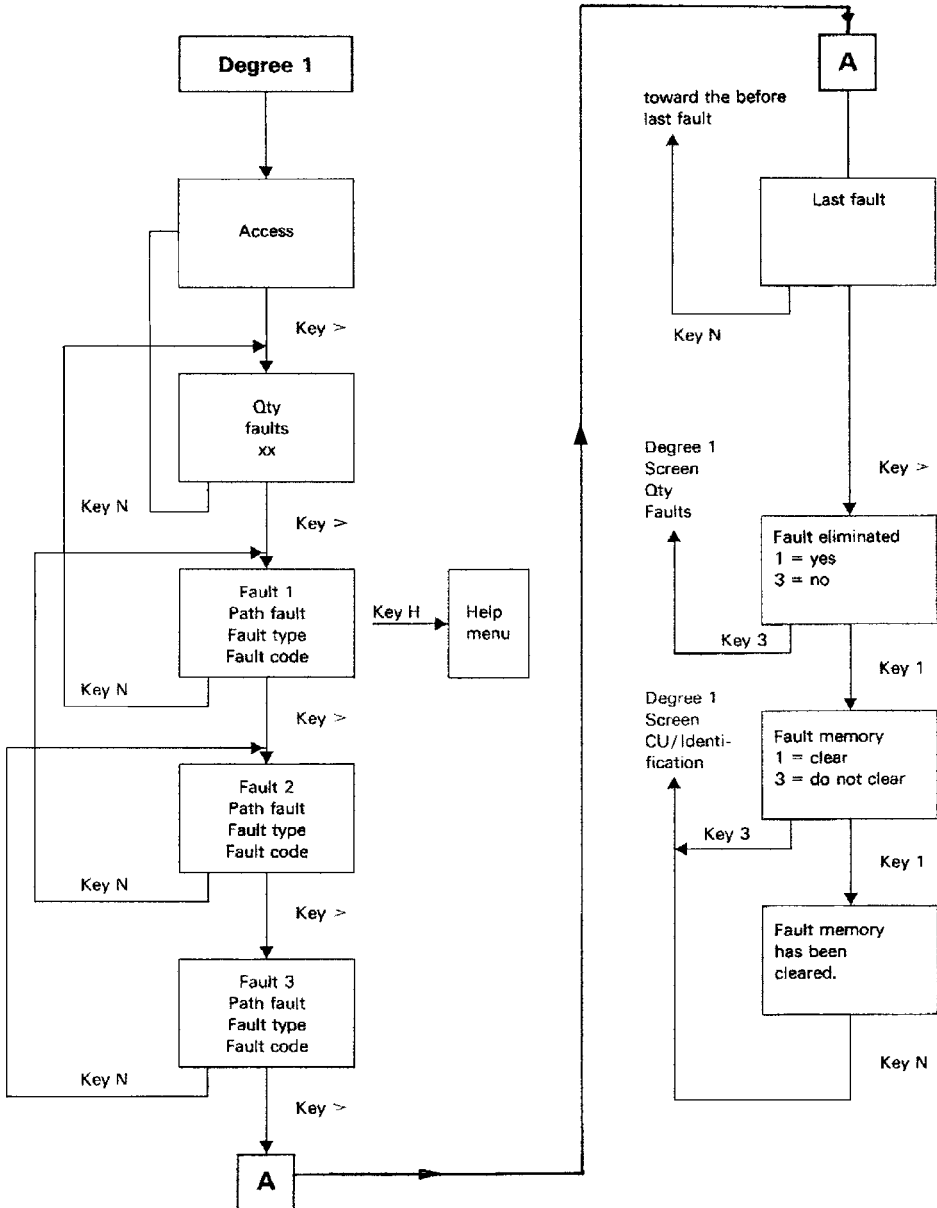 Degree 1
Access
Key >
Qty
faults
xx
Key N
Key >
Fault 1
Path fault
Fault type
Fault code
Key H
Help
menu
Key N
Key >
Fault 2
Path fault
Fault type
Fault code
Key N
Key >
Fault 3
Path fault
Fault type
Fault code
Key N
Key >
A
A
toward the before
last fault
Last fault
Key N
Key >
Degree 1
Screen
Qty
Faults
Fault eliminated
1 = yes
3 = no
Key 3
Key 1
Degree 1
Screen
CU/Identi-
fication
Fault memory
1 = clear
3 = do not clear
Key 3
Key 1
Fault memory
has been
cleared.
Key N